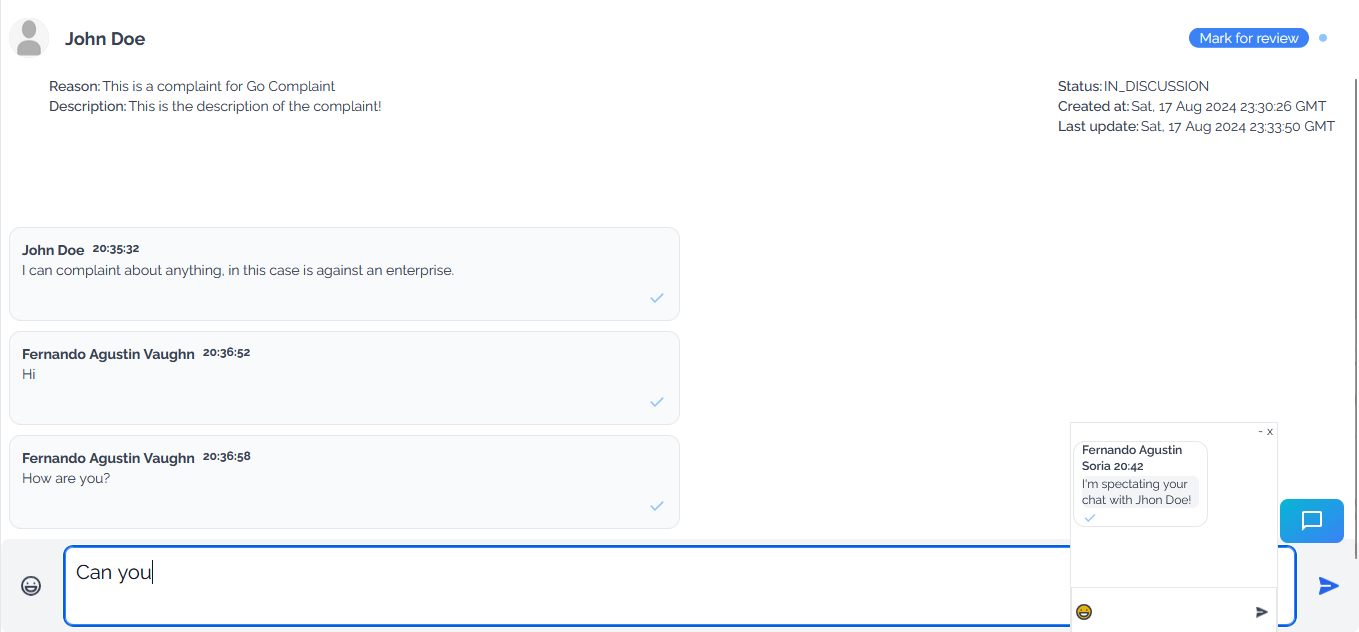 John Doe
Mark for review
Reason: This is a complaint for Go Complaint
Description: This is the description of the complaint!
Status: IN_DISCUSSION
Created at: Sat, 17 Aug 2024 23:30:26 GMT
Last update: Sat, 17 Aug 2024 23:33:50 GMT
John Doe 20:35:32
I can complaint about anything, in this case is against an enterprise.
Fernando Agustin Vaughn 20:36:52
Hi
Fernando Agustin Vaughn 20:36:58
How are you?
- x
Fernando Agustin
Soria 20:42
I'm spectating your
chat with Jhon Doe!
Can you